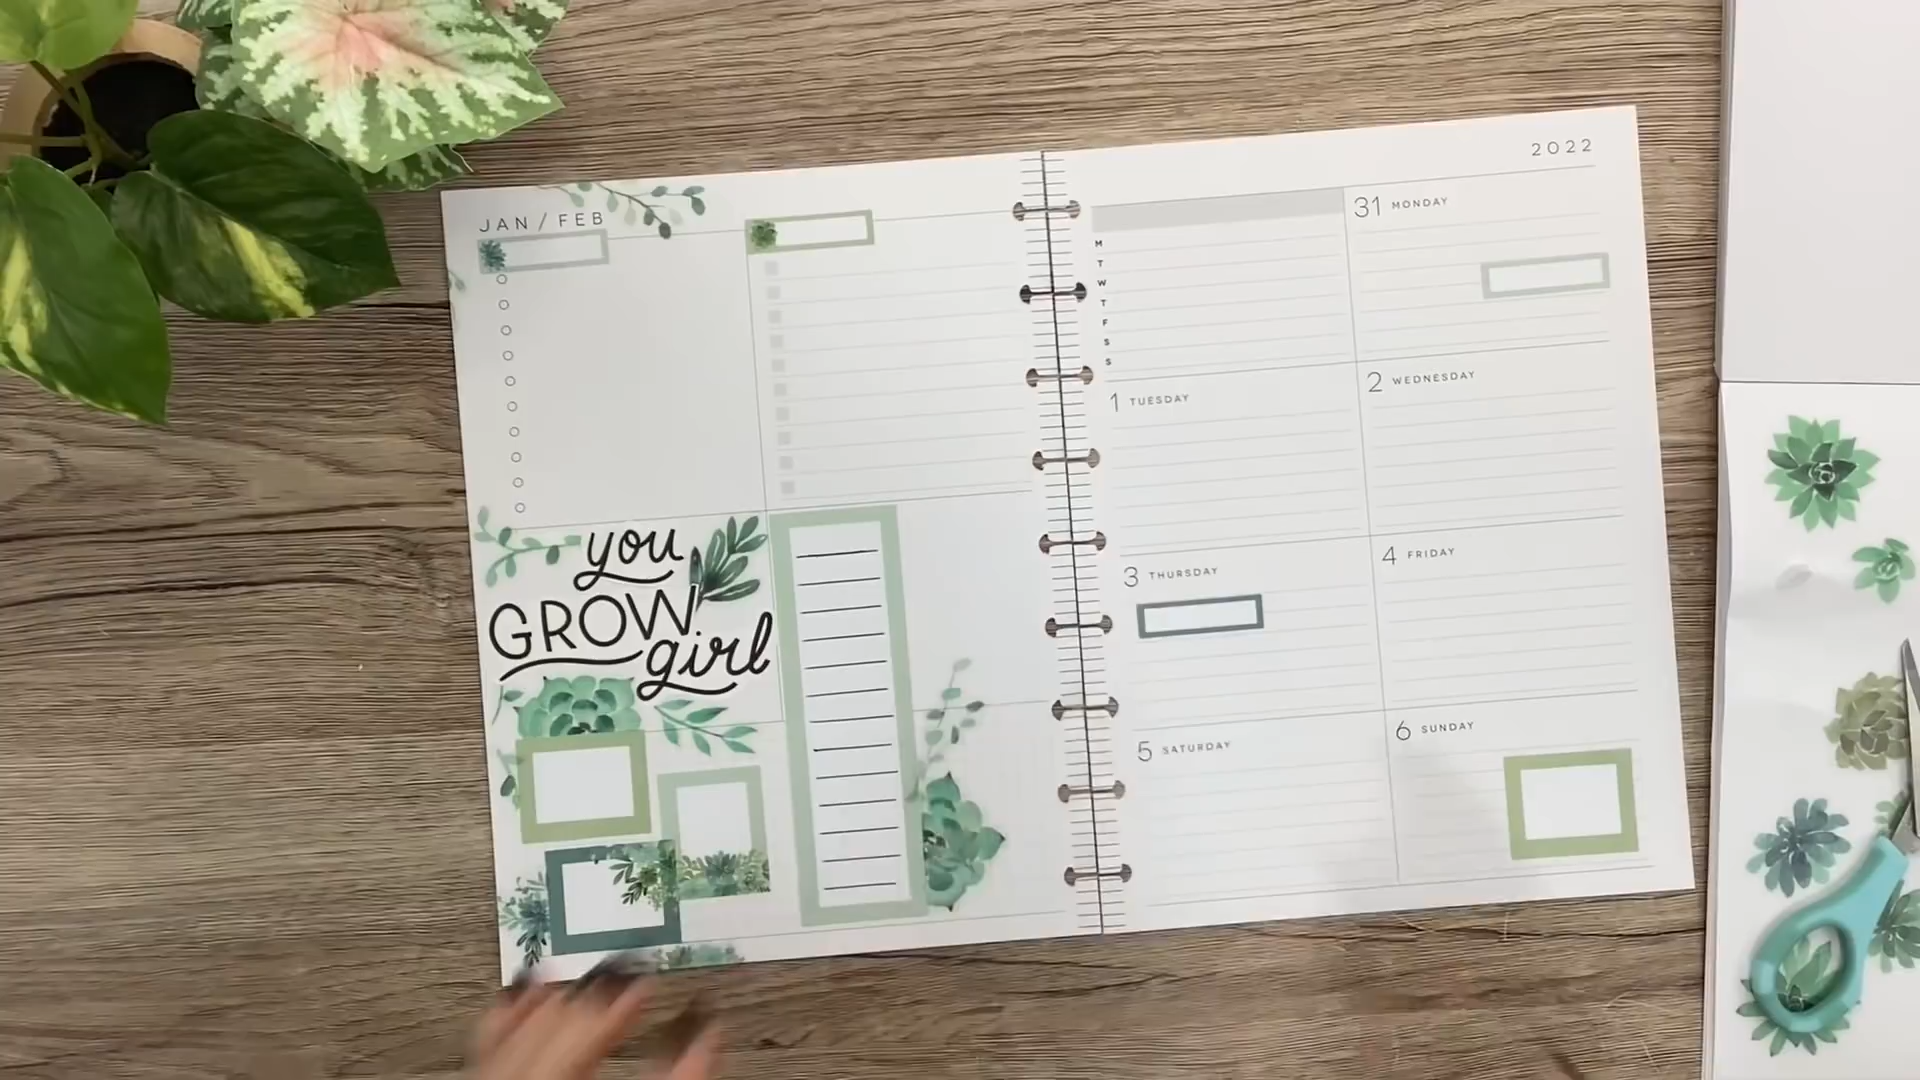 JAN / FEB
you
GROW
girl
2022
M
T
W
T
F
S
S
31 MONDAY
1 TUESDAY
2 WEDNESDAY
3 THURSDAY
4 FRIDAY
5 SATURDAY
6 SUNDAY